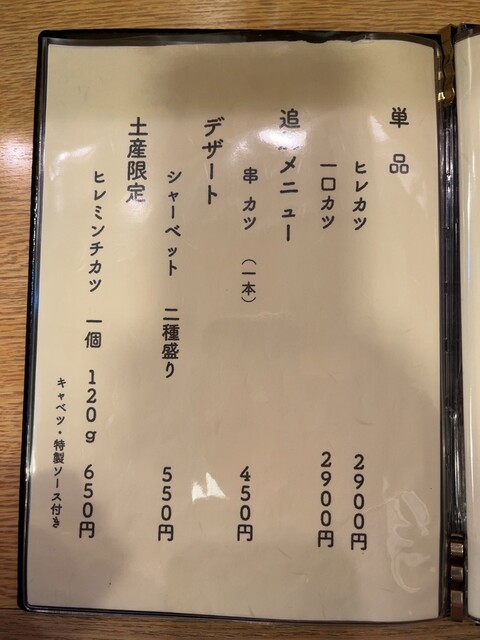 単品
ヒレカツ 2900円
一口カツ 2900円
追加メニュー
串カツ (一本) 450円
デザート
シャーベット 二種盛り 550円
土産限定
ヒレミンチカツ 一個 120g 650円
キャベツ・特製ソース付き